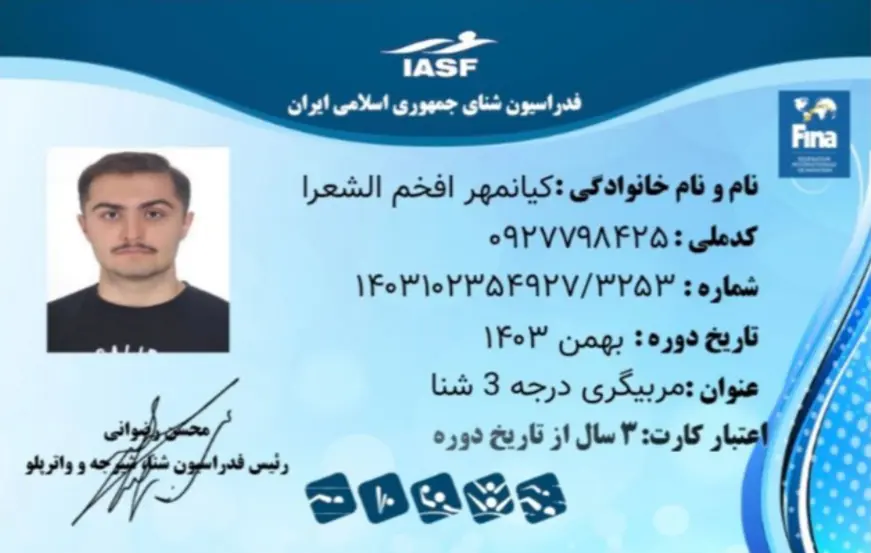 IASF
فدراسیون شنای جمهوری اسلامی ایران
Fina
نام و نام خانوادگی :کیانمهر افخم الشعرا
کدملی : ۰۹۲۷۷۹۸۴۲۵
شماره : ۱۴۰۳۱۰۲۳۵۴۹۲۷/۳۲۵۳
تاریخ دوره : بهمن ۱۴۰۳
عنوان :مربیگری درجه 3 شنا
اعتبار کارت: ۳ سال از تاریخ دوره
محسن رضوانی
رئیس فدراسیون شنا، شیرجه و واترپلو